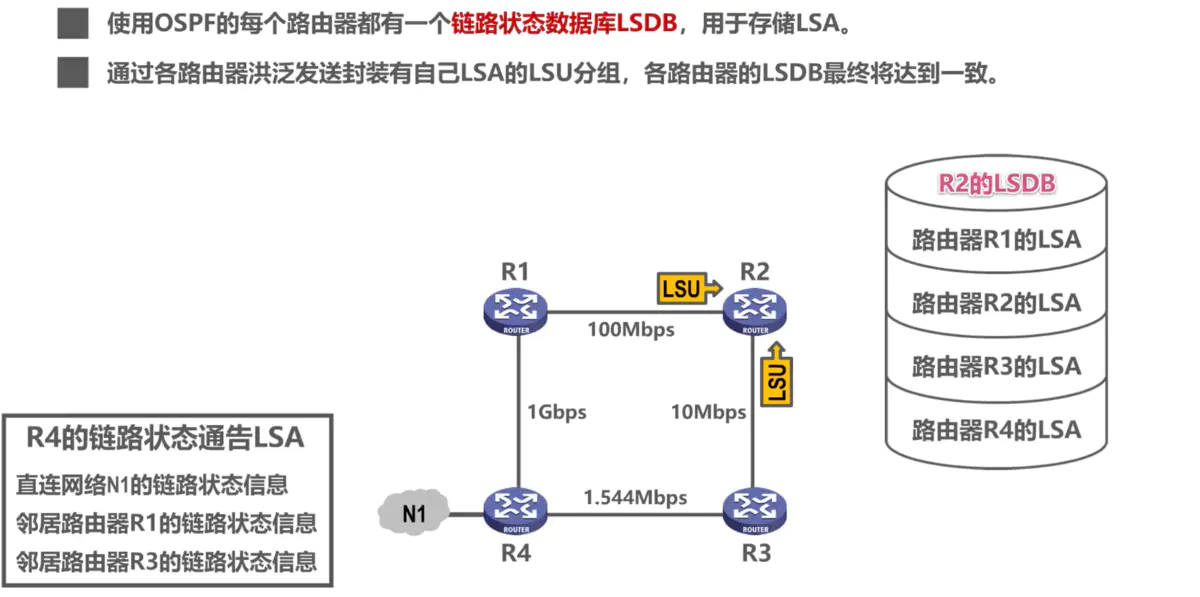 使用OSPF的每个路由器都有一个链路状态数据库LSDB，用于存储LSA。
通过各路由器洪泛发送封装有自己LSA的LSU分组，各路由器的LSDB最终将达到一致。
R2的LSDB
路由器R1的LSA
路由器R2的LSA
路由器R3的LSA
路由器R4的LSA
R1
LSU
R2
ROUTER
100Mbps
ROUTER
LSU
1Gbps
10Mbps
R4的链路状态通告LSA
直连网络N1的链路状态信息
邻居路由器R1的链路状态信息
邻居路由器R3的链路状态信息
N1
1.544Mbps
ROUTER
ROUTER
R4
R3